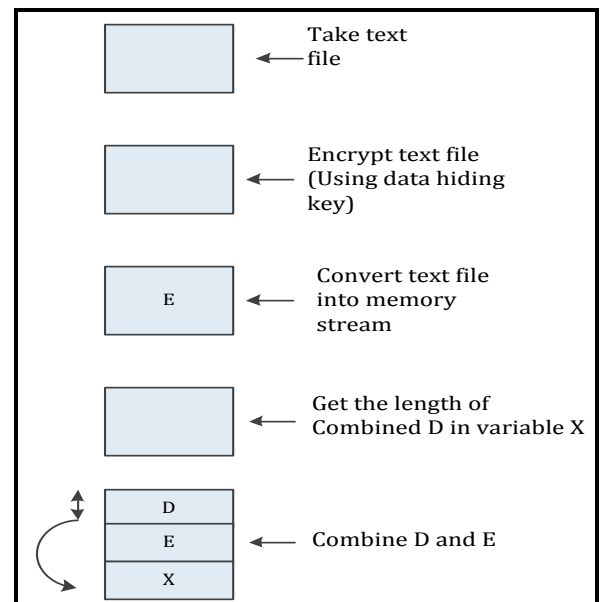 Take text
file
Encrypt text file
(Using data hiding
key)
E
Convert text file
into memory
stream
Get the length of
Combined D in variable X
D
E
X
Combine D and E